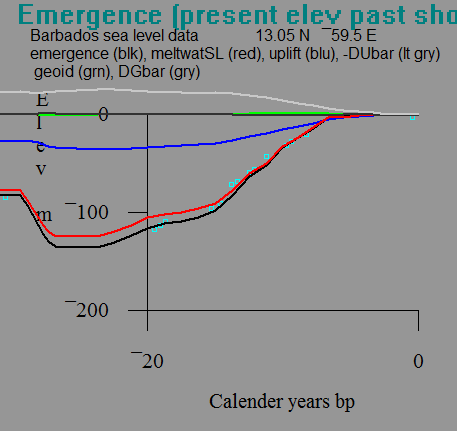 Emergence (present elev past sho
Barbados sea level data 13.05 N ¯59.5 E
emergence (blk), meltwatSL (red), uplift (blu), -DUbar (lt gry)
geoid (grn), DGbar (gry)
E
l
e
v
m
0
¯100
¯200
¯20 0
Calender years bp